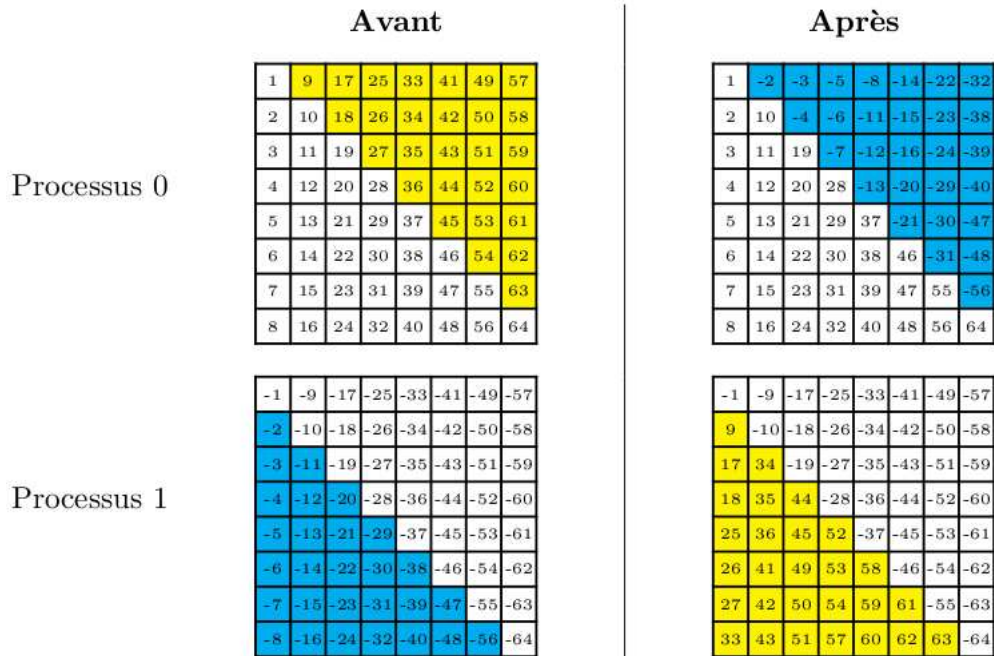 Avant Après
1 9 17 25 33 41 49 57 1 -2 -3 -5 -8 -14 -22 -32
2 10 18 26 34 42 50 58 2 10 -4 -6 -11 -15 -23 -38
3 11 19 27 35 43 51 59 3 11 19 -7 -12 -16 -24 -39
Processus 0 4 12 20 28 36 44 52 60 4 12 20 28 -13 -20 -29 -40
5 13 21 29 37 45 53 61 5 13 21 29 37 -21 -30 -47
6 14 22 30 38 46 54 62 6 14 22 30 38 46 -31 -48
7 15 23 31 39 47 55 63 7 15 23 31 39 47 55 -56
8 16 24 32 40 48 56 64 8 16 24 32 40 48 56 64
-1 -9 -17 -25 -33 -41 -49 -57 -1 -9 -17 -25 -33 -41 -49 -57
-2 -10 -18 -26 -34 -42 -50 -58 9 -10 -18 -26 -34 -42 -50 -58
-3 -11 -19 -27 -35 -43 -51 -59 17 34 -19 -27 -35 -43 -51 -59
Processus 1 -4 -12 -20 -28 -36 -44 -52 -60 18 35 44 -28 -36 -44 -52 -60
-5 -13 -21 -29 -37 -45 -53 -61 25 36 45 52 -37 -45 -53 -61
-6 -14 -22 -30 -38 -46 -54 -62 26 41 49 53 58 -46 -54 -62
-7 -15 -23 -31 -39 -47 -55 -63 27 42 50 54 59 61 -55 -63
-8 -16 -24 -32 -40 -48 -56 -64 33 43 51 57 60 62 63 -64